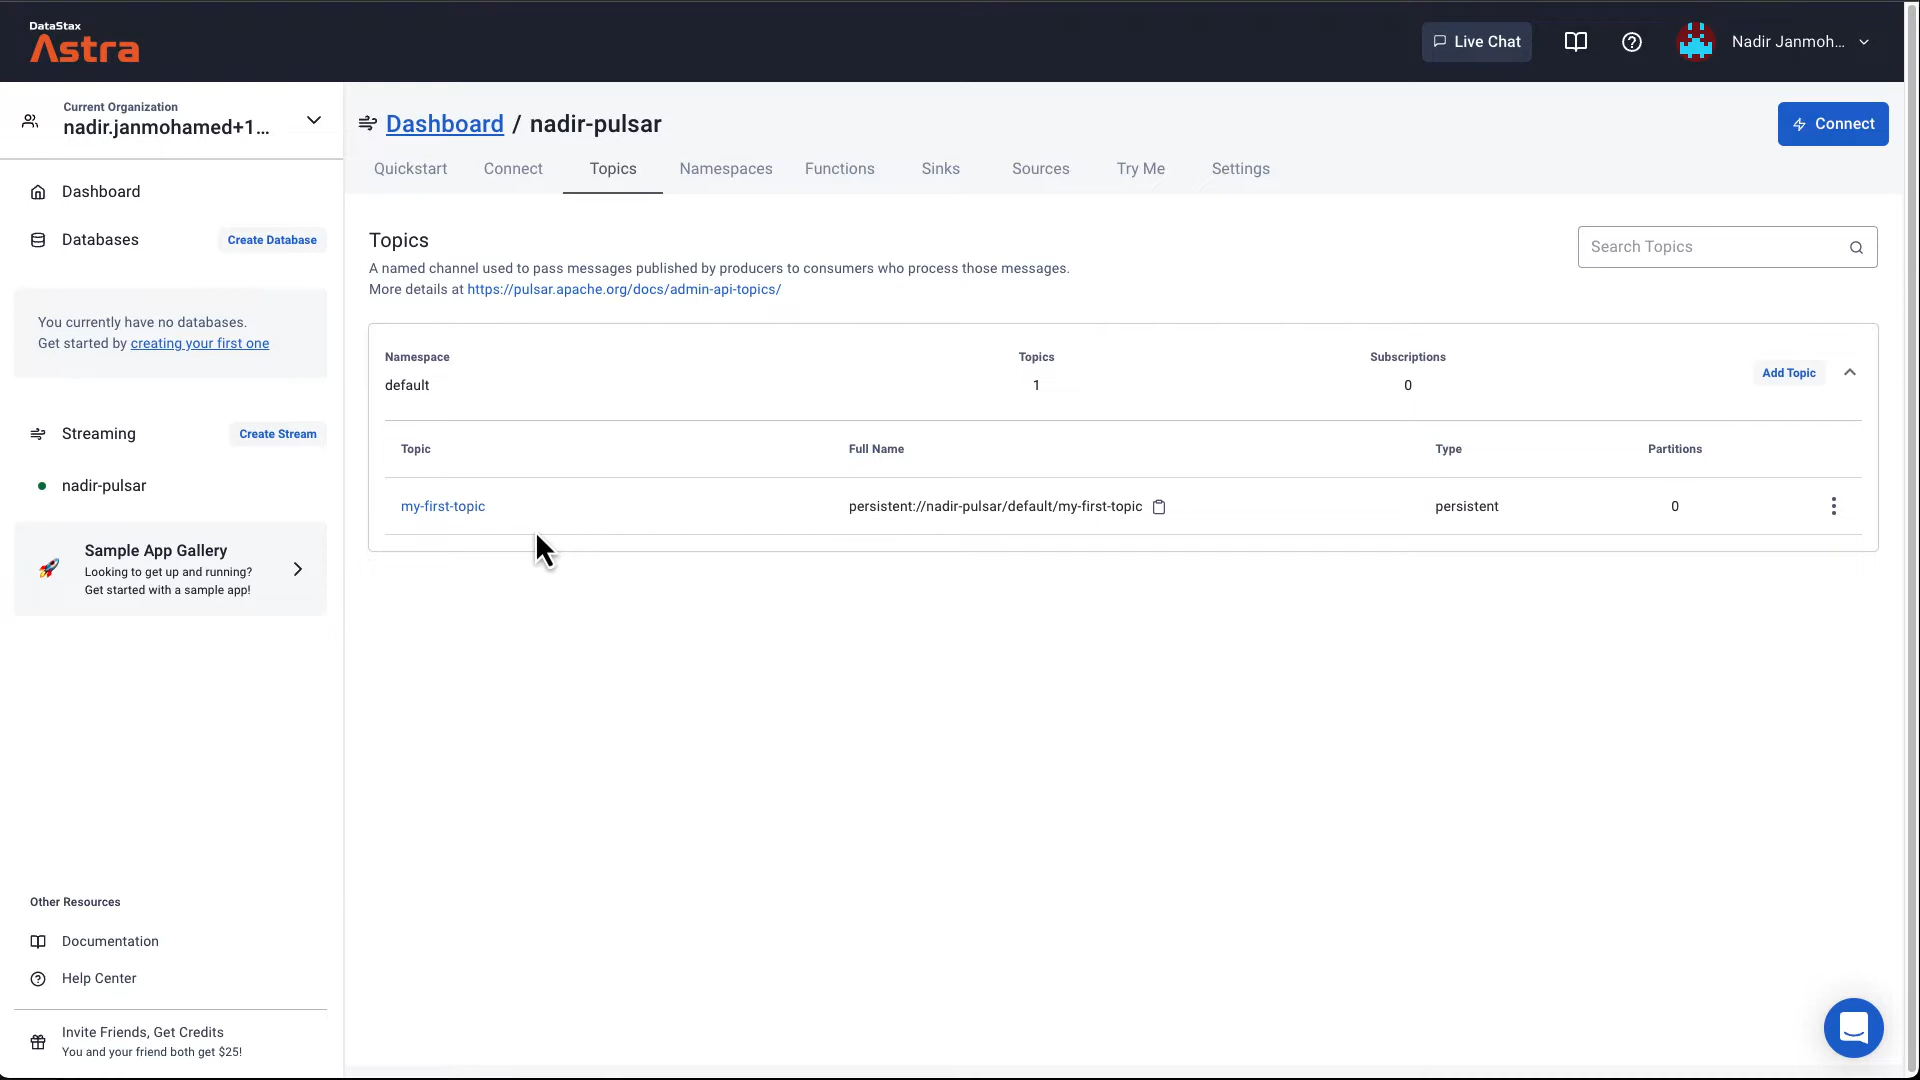 DataStax
Astra
Live Chat
Nadir Janmoh...
Current Organization
nadir.janmohamed+1...
Dashboard / nadir-pulsar
Connect
Quickstart
Connect
Topics
Namespaces
Functions
Sinks
Sources
Try Me
Settings
Dashboard
Databases
Create Database
You currently have no databases.
Get started by creating your first one
Streaming
Create Stream
nadir-pulsar
Sample App Gallery
Looking to get up and running?
Get started with a sample app!
Other Resources
Documentation
Help Center
Invite Friends, Get Credits
You and your friend both get $25!
Topics
A named channel used to pass messages published by producers to consumers who process those messages.
More details at https://pulsar.apache.org/docs/admin-api-topics/
Search Topics
Namespace
Topics
Subscriptions
default
1
0
Add Topic
Topic
Full Name
Type
Partitions
my-first-topic
persistent://nadir-pulsar/default/my-first-topic
persistent
0